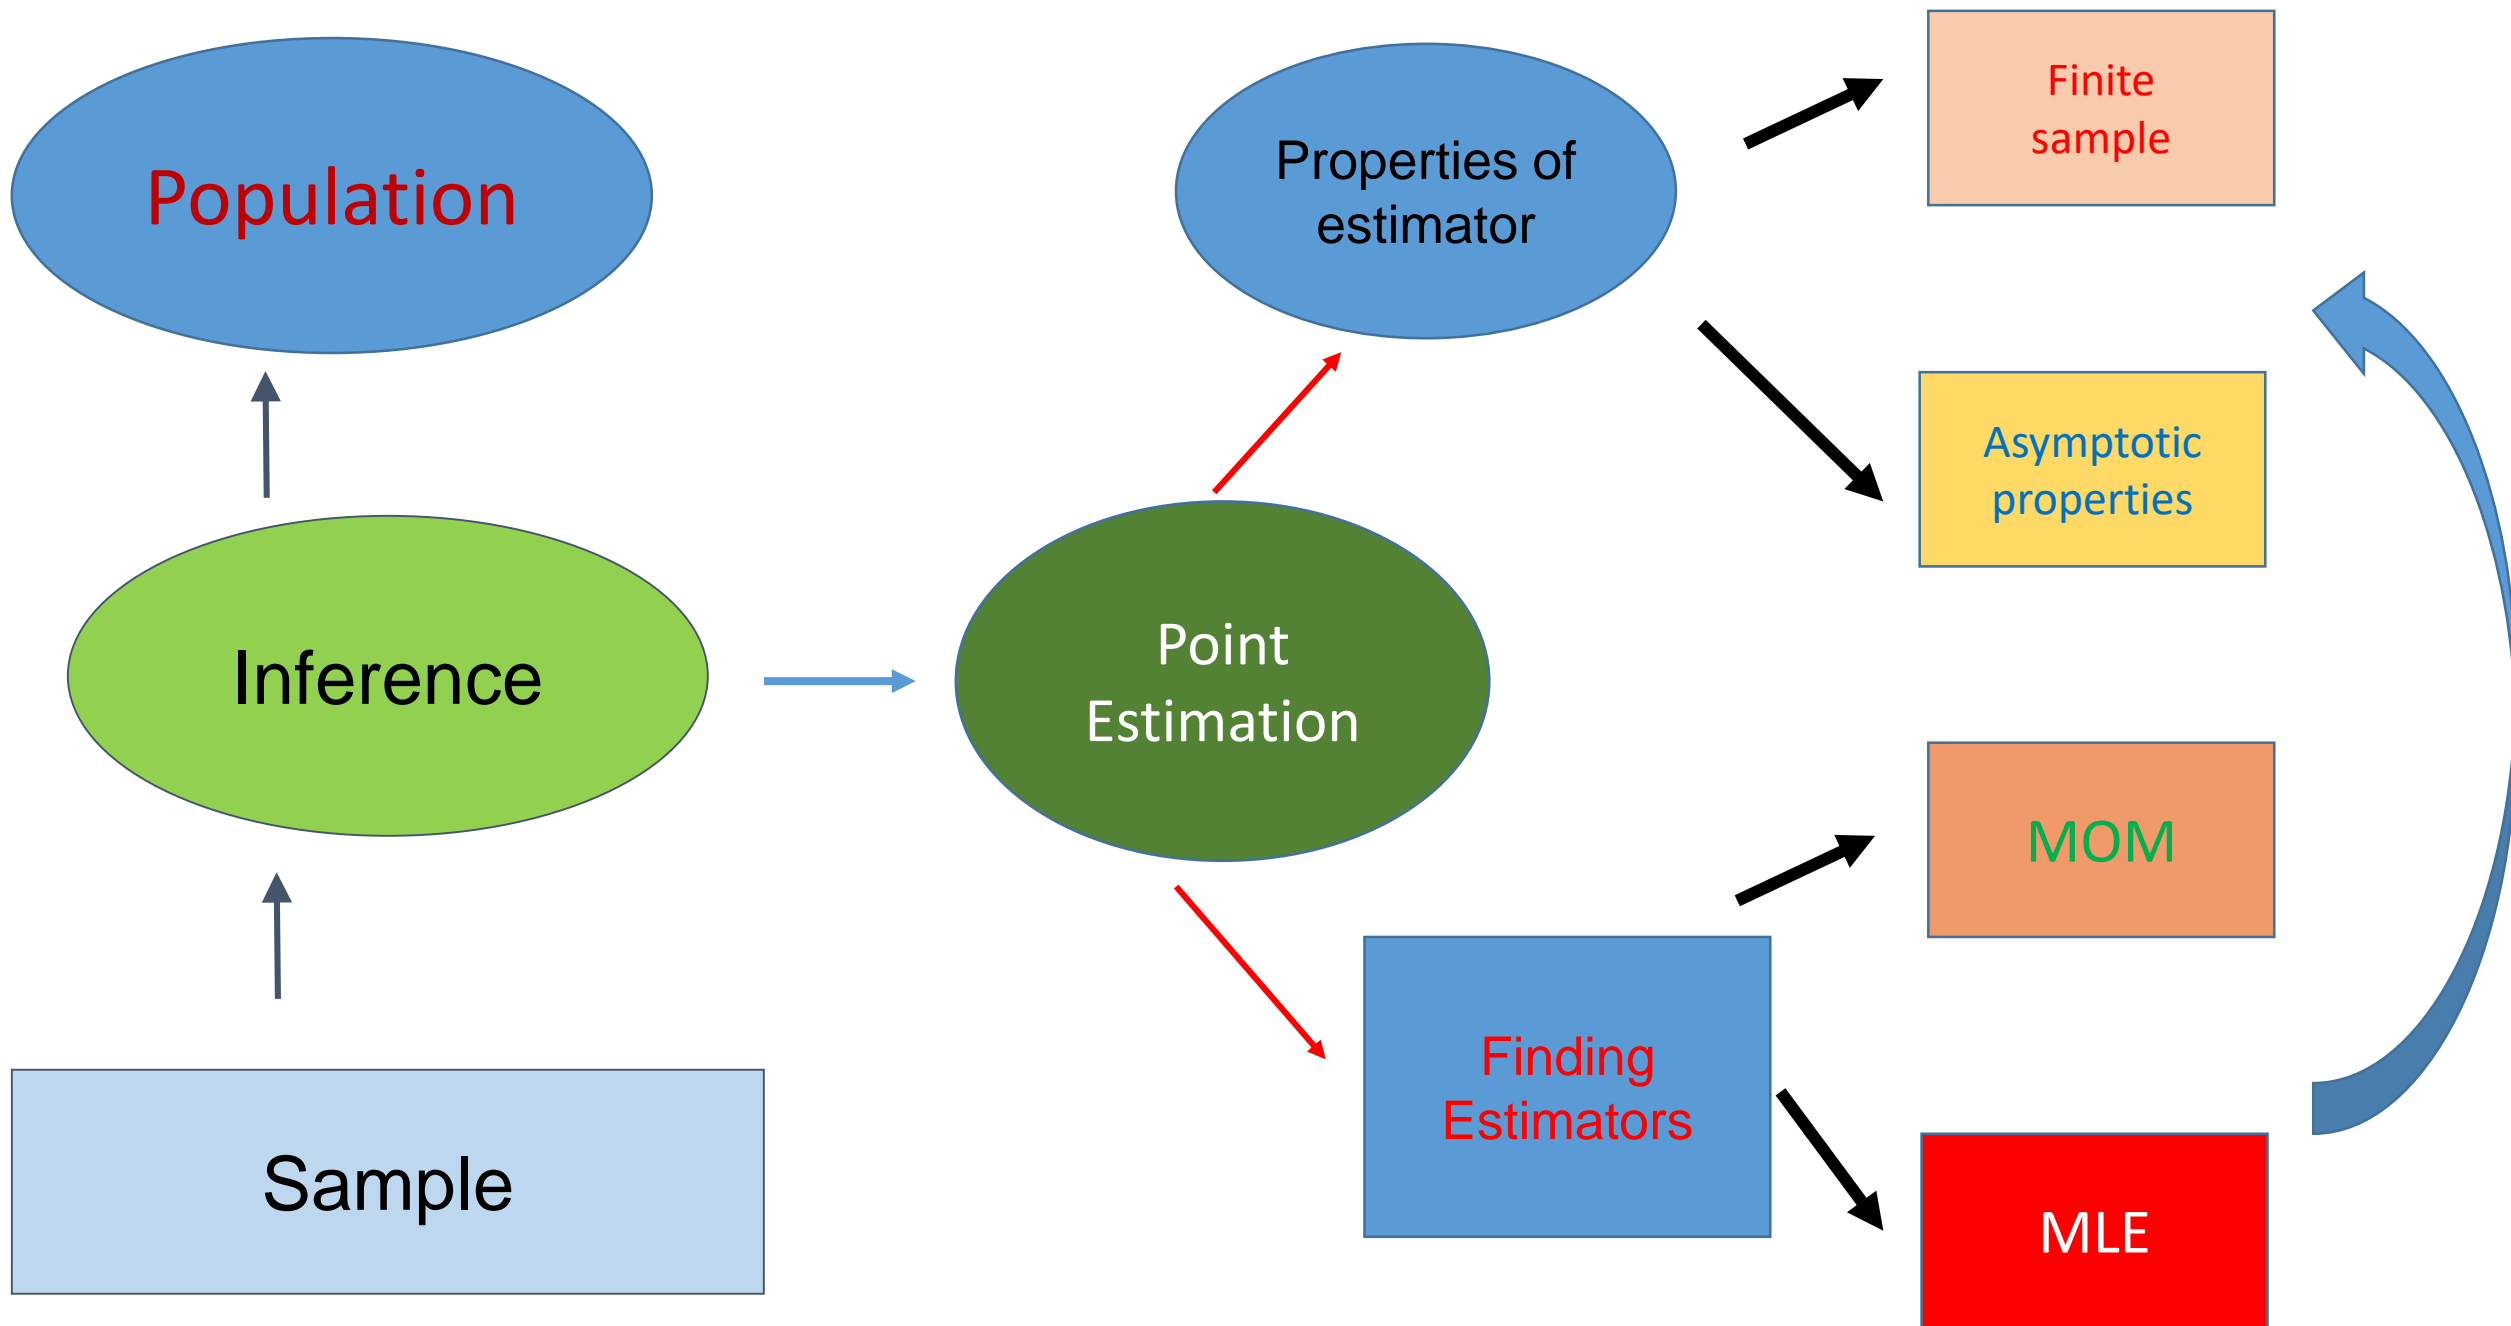 Population
Inference
Sample
Point
Estimation
Properties of
estimator
Finding
Estimators
Finite
sample
Asymptotic
properties
MOM
MLE